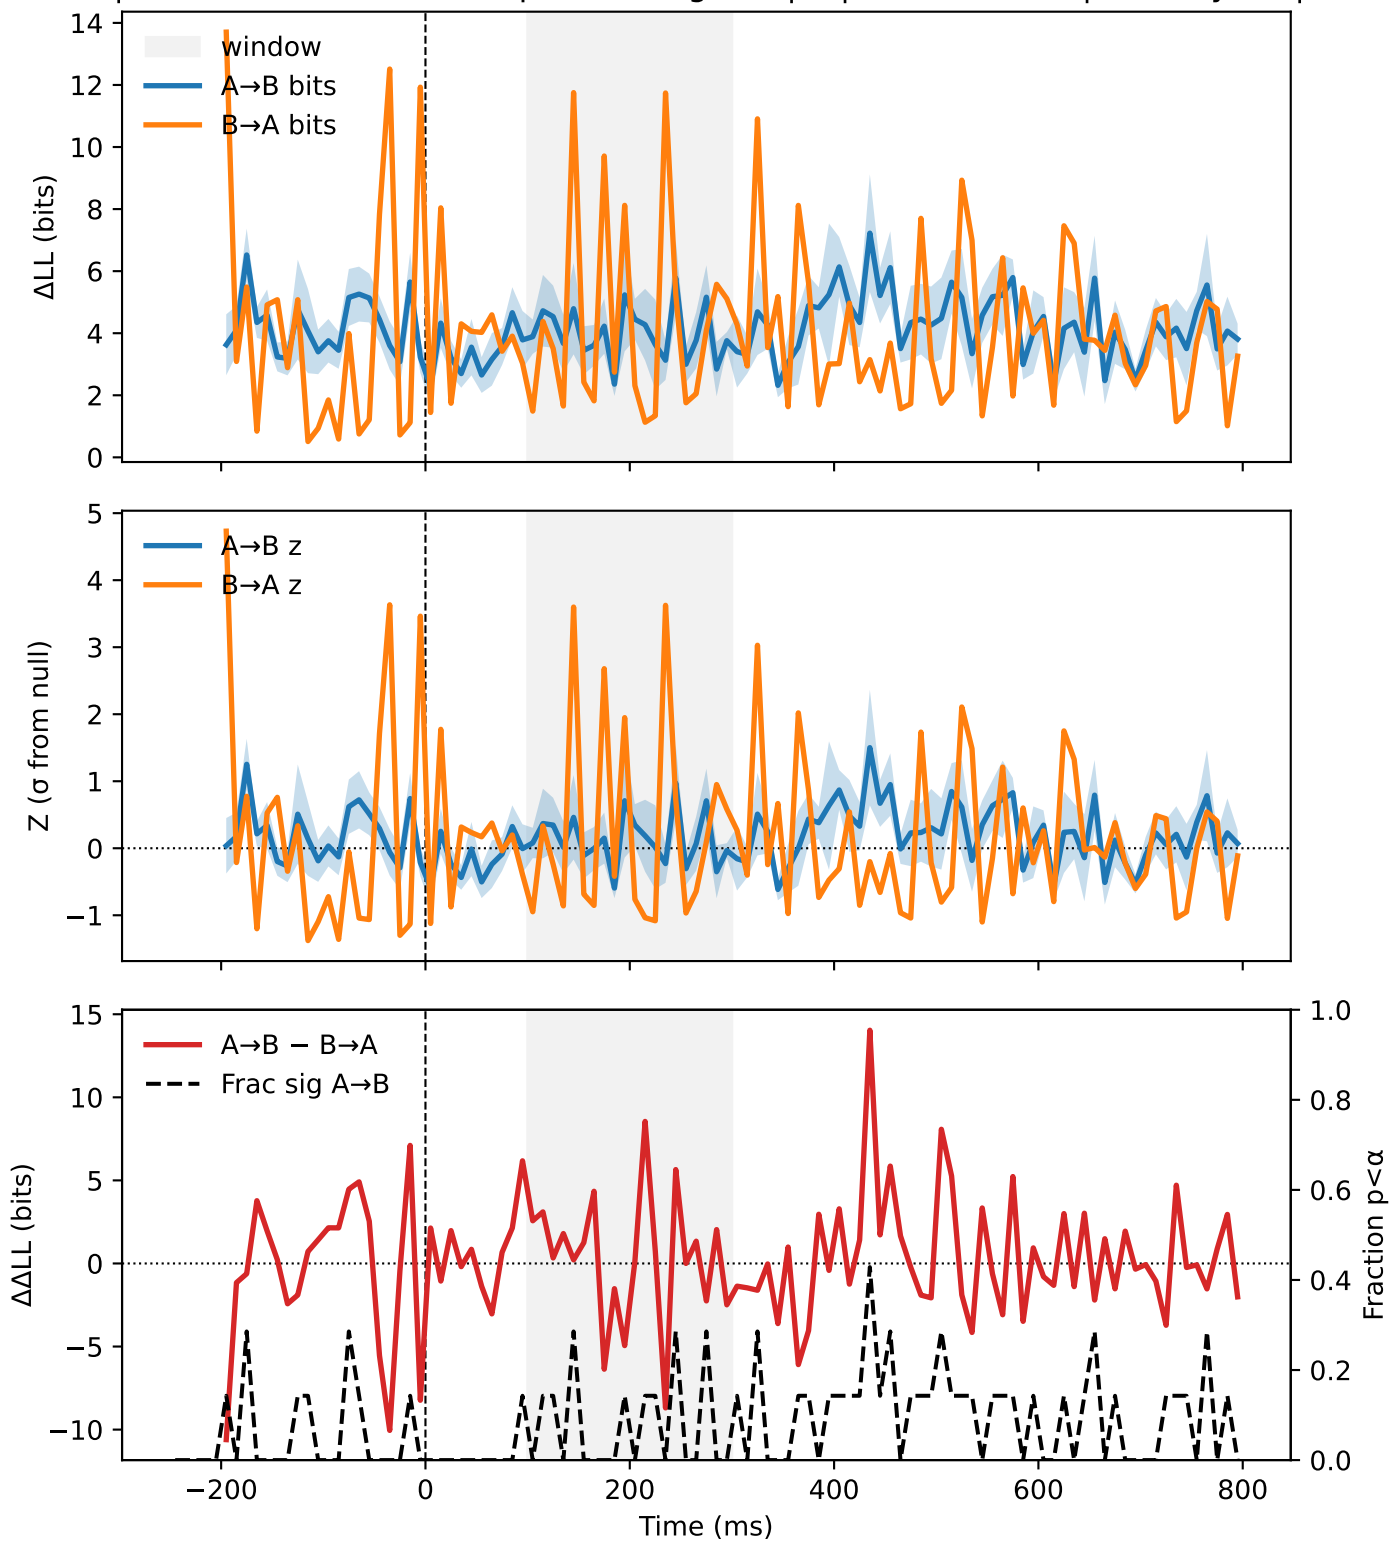 14
12
10
8
6
4
2
0
ΔLL (bits)
window
A→B bits
B→A bits
5
4
3
2
1
0
−1
Z (σ from null)
A→B z
B→A z
15
10
5
0
−5
−10
ΔΔLL (bits)
A→B − B→A
Frac sig A→B
1.0
0.8
0.6
0.4
0.2
0.0
Fraction p<α
−200
0
200
400
600
800
Time (ms)